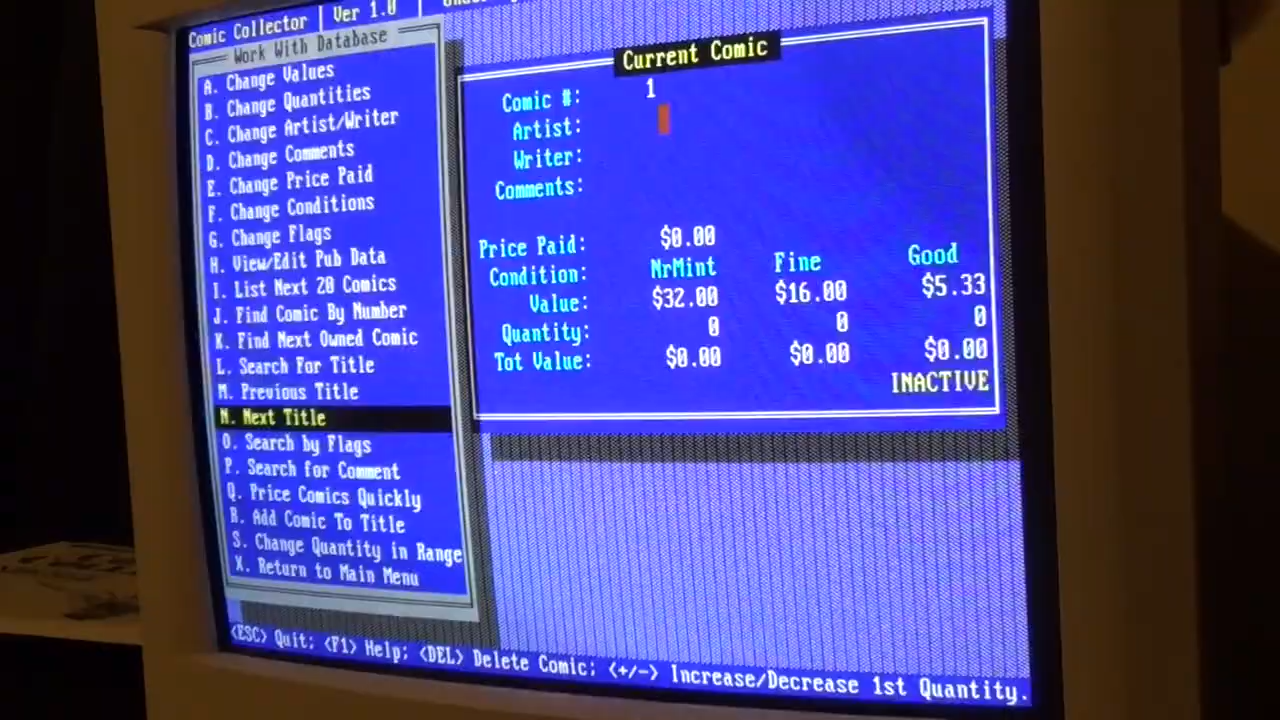 Comic Collector | Ver 1.0 |
Work With Database
A. Change Values
B. Change Quantities
C. Change Artist/Writer
D. Change Comments
E. Change Price Paid
F. Change Conditions
G. Change Flags
H. View/Edit Pub Data
I. List Next 20 Comics
J. Find Comic By Number
K. Find Next Owned Comic
L. Search For Title
M. Previous Title
N. Next Title
O. Search by Flags
P. Search for Comment
Q. Price Comics Quickly
R. Add Comic To Title
S. Change Quantity in Range
X. Return to Main Menu
Current Comic
Comic #: 1
Artist:
Writer:
Comments:
Price Paid: $0.00
Condition: NrMint Fine Good
Value: $32.00 $16.00 $5.33
Quantity: 0 0 0
Tot Value: $0.00 $0.00 $0.00
INACTIVE
<ESC> Quit; <F1> Help; <DEL> Delete Comic; <+/-> Increase/Decrease 1st Quantity.